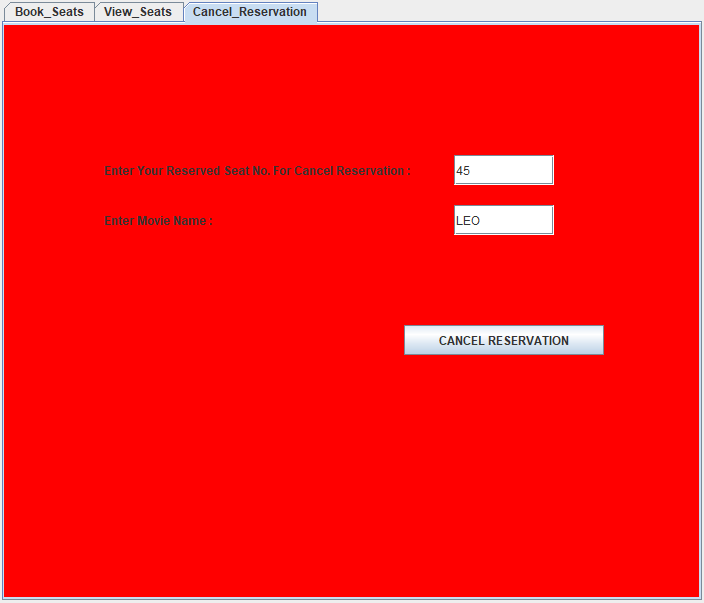 Book_Seats View_Seats Cancel_Reservation
Enter Your Reserved Seat No. For Cancel Reservation : 45
Enter Movie Name : LEO
CANCEL RESERVATION